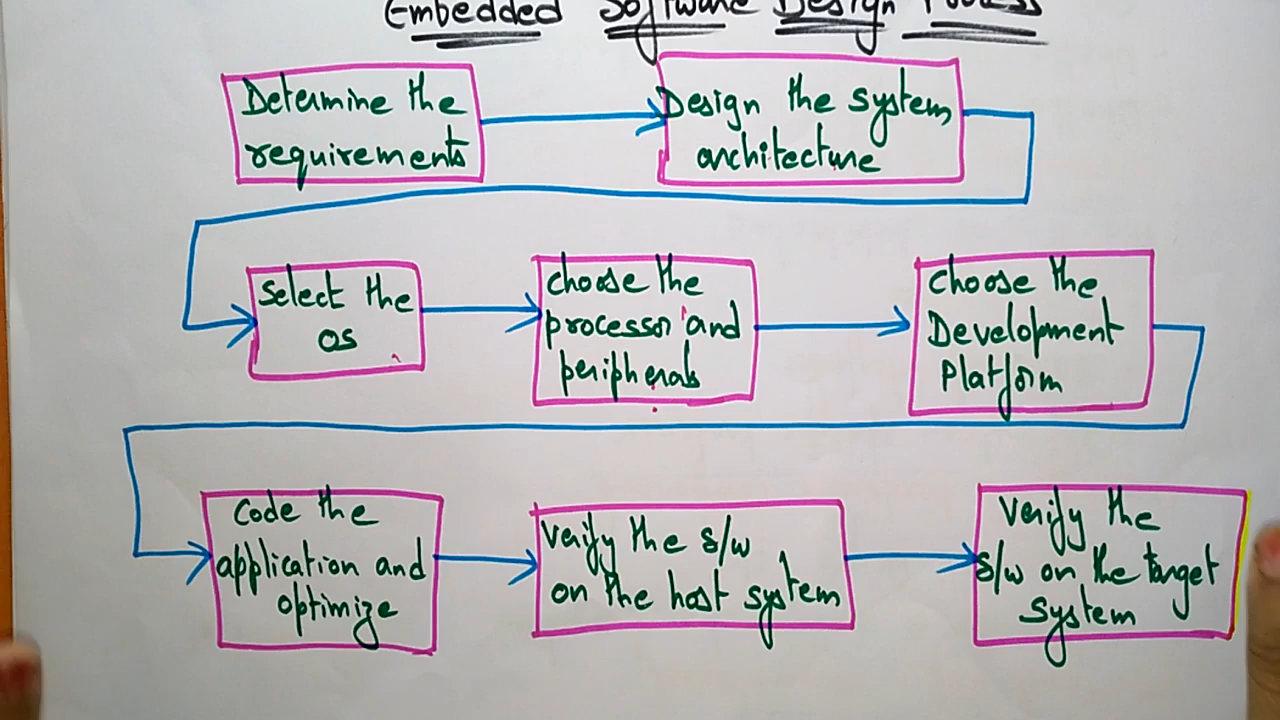 Embedded Software Design Process
Determine the
requirements
Design the system
architecture
Select the
os
choose the
processor and
peripherals
choose the
Development
Platform
code the
application and
optimize
Verify the s/w
on the host system
Verify the
s/w on the target
system